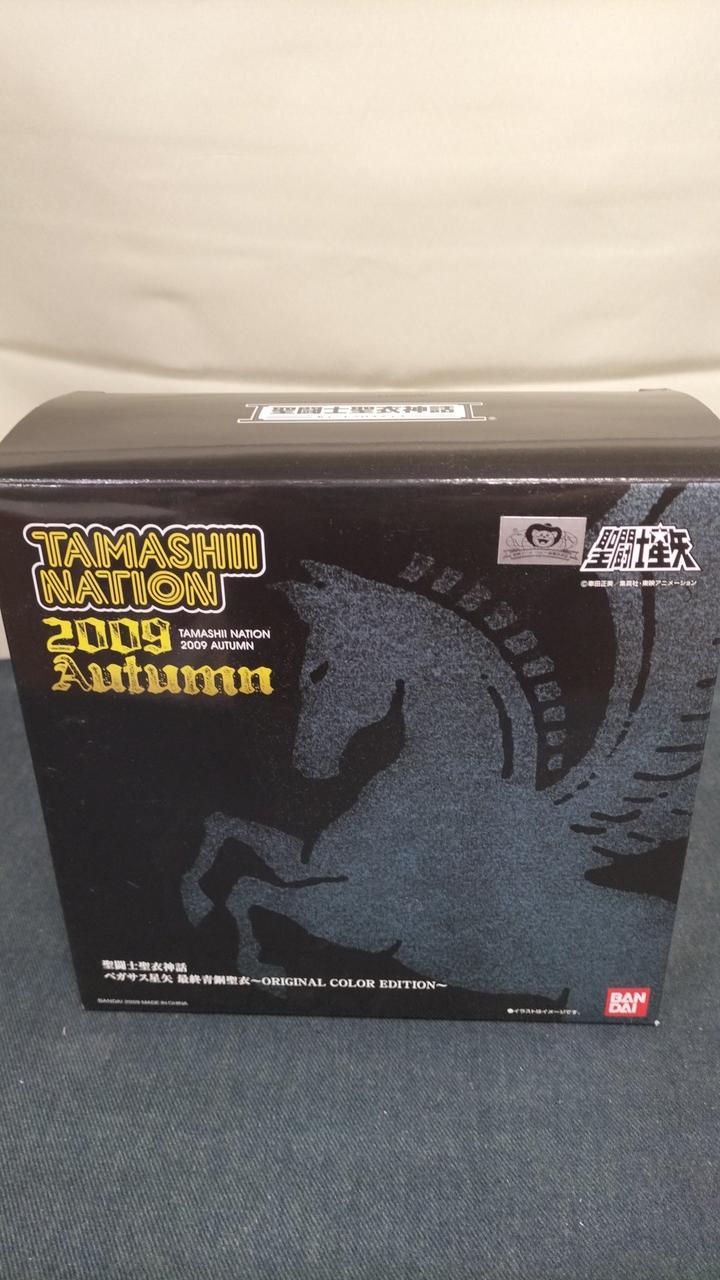 聖闘士聖衣神話
TAMASHII
NATION
2009
Autumn
TAMASHII NATION
2009 AUTUMN
聖闘士星矢
©車田正美/集英社・東映アニメーション
聖闘士聖衣神話
ペガサス星矢 最終青銅聖衣~ORIGINAL COLOR EDITION~
BANDAI 2009 MADE IN CHINA
●イラストはイメージです。
BAN
DAI